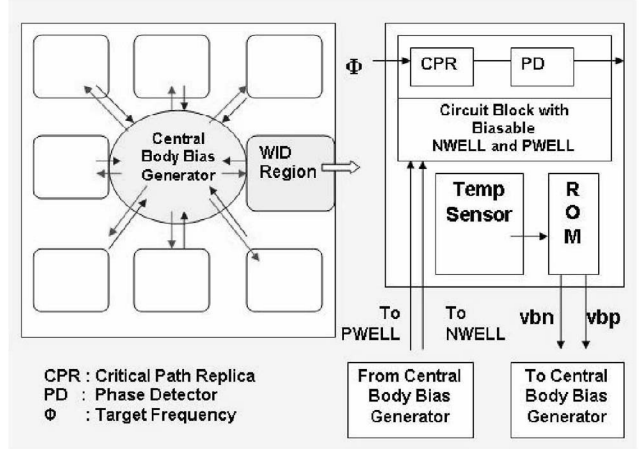 Central
Body Bias
Generator
WID
Region
Φ
CPR
PD
Circuit Block with
Biasable
NWELL and PWELL
Temp
Sensor
R
O
M
To
PWELL
To
NWELL
vbn
vbp
From Central
Body Bias
Generator
To Central
Body Bias
Generator
CPR : Critical Path Replica
PD : Phase Detector
Φ : Target Frequency